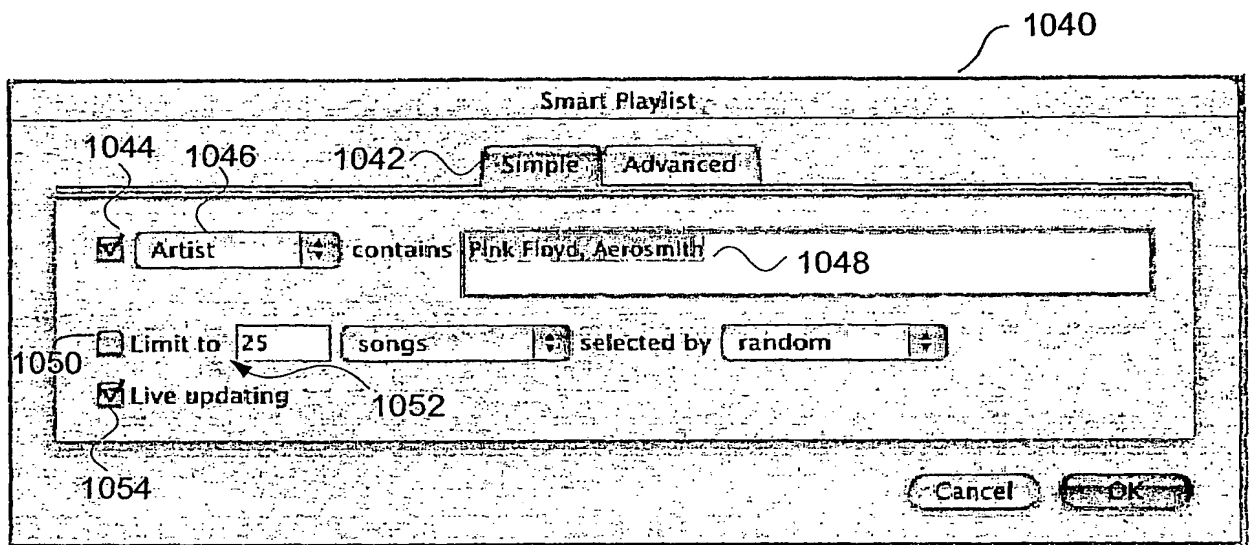 1040
Smart Playlist
1044
1046
1042
Simple
Advanced
Artist
contains
Pink Floyd, Aerosmith
1048
1050
Limit to
25
songs
selected by
random
Live updating
1052
1054
Cancel
OK